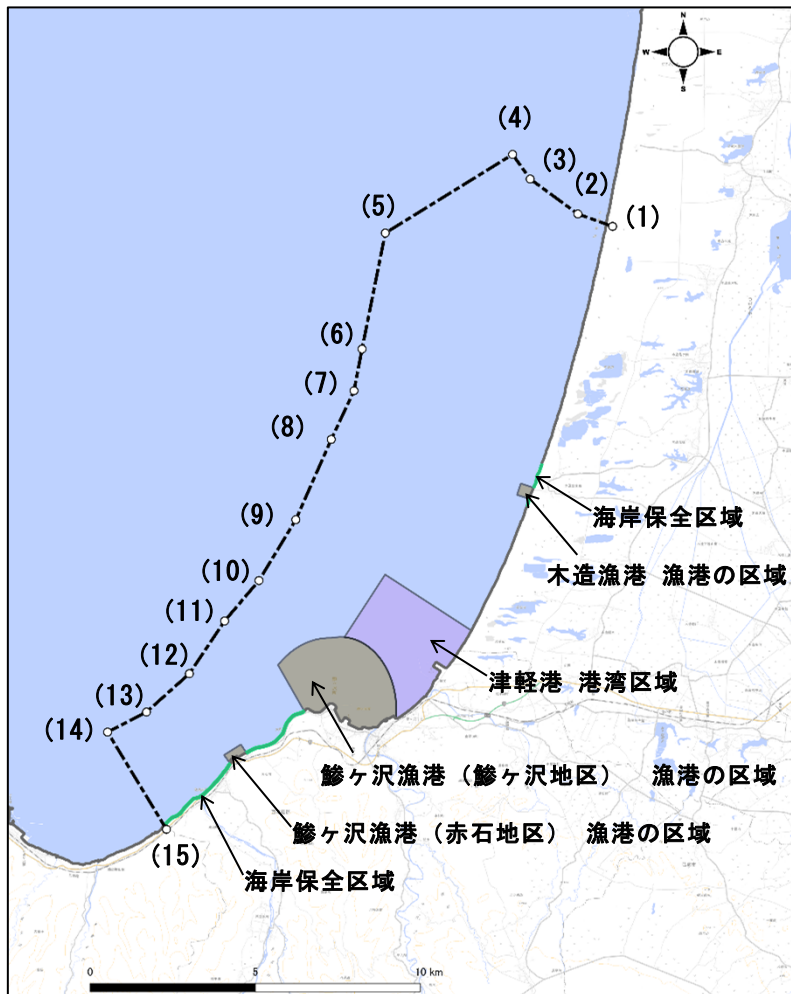 N
W E
S
(4)
(3)
(2)
(1)
(5)
(6)
(7)
(8)
(9)
(10)
(11)
(12)
(13)
(14)
(15)
海岸保全区域
木造漁港 漁港の区域
津軽港 港湾区域
鰺ヶ沢漁港（鰺ヶ沢地区） 漁港の区域
鰺ヶ沢漁港（赤石地区） 漁港の区域
海岸保全区域
0 5 10 km